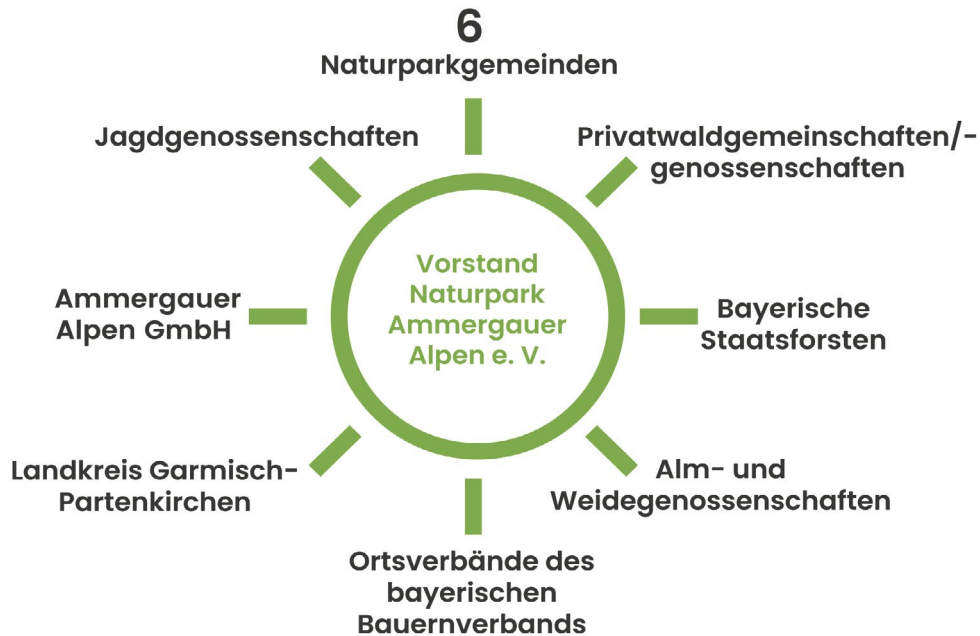 6
Naturparkgemeinden
Jagdgenossenschaften
Privatwaldgemeinschaften/-
genossenschaften
Vorstand
Naturpark
Ammergauer
Alpen e. V.
Ammergauer
Alpen GmbH
Bayerische
Staatsforsten
Landkreis Garmisch-
Partenkirchen
Alm- und
Weidegenossenschaften
Ortsverbände des
bayerischen
Bauernverbands